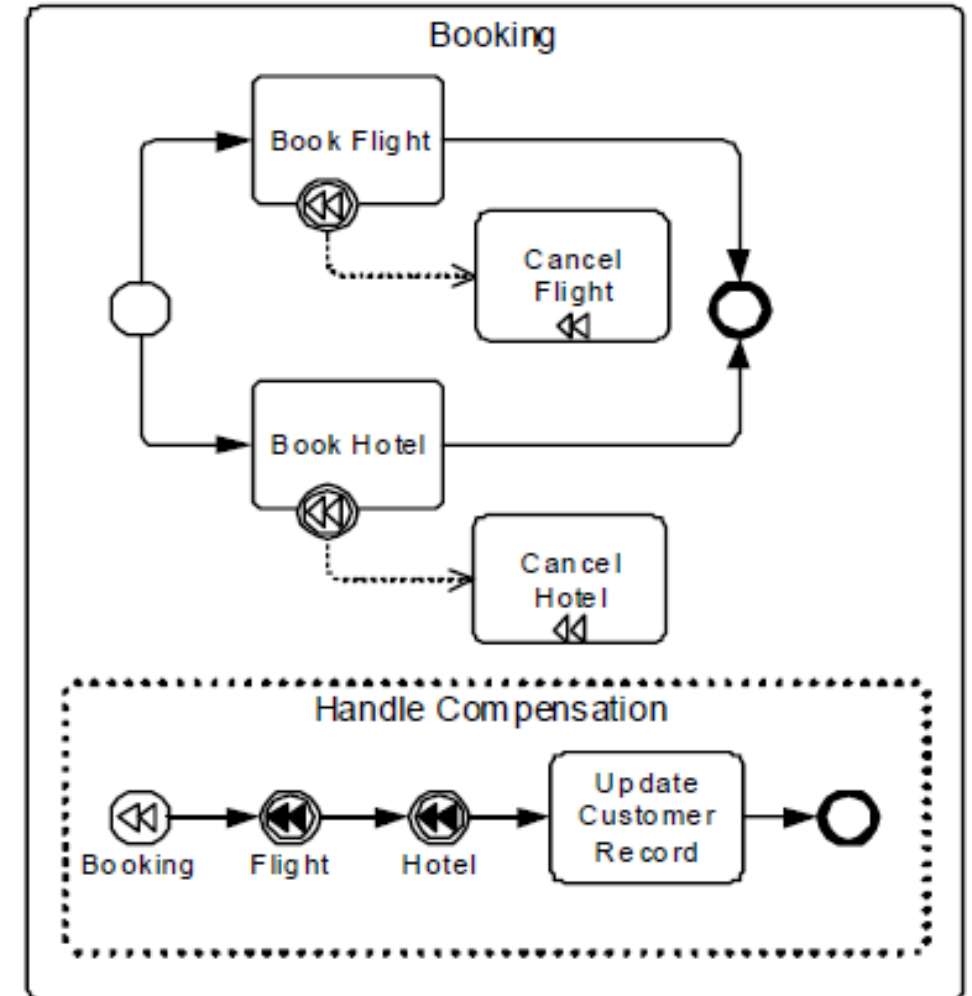 Booking
Book Flight
Cancel
Flight
Book Hotel
Cancel
Hotel
Handle Compensation
Update
Customer
Record
Booking
Flight
Hotel